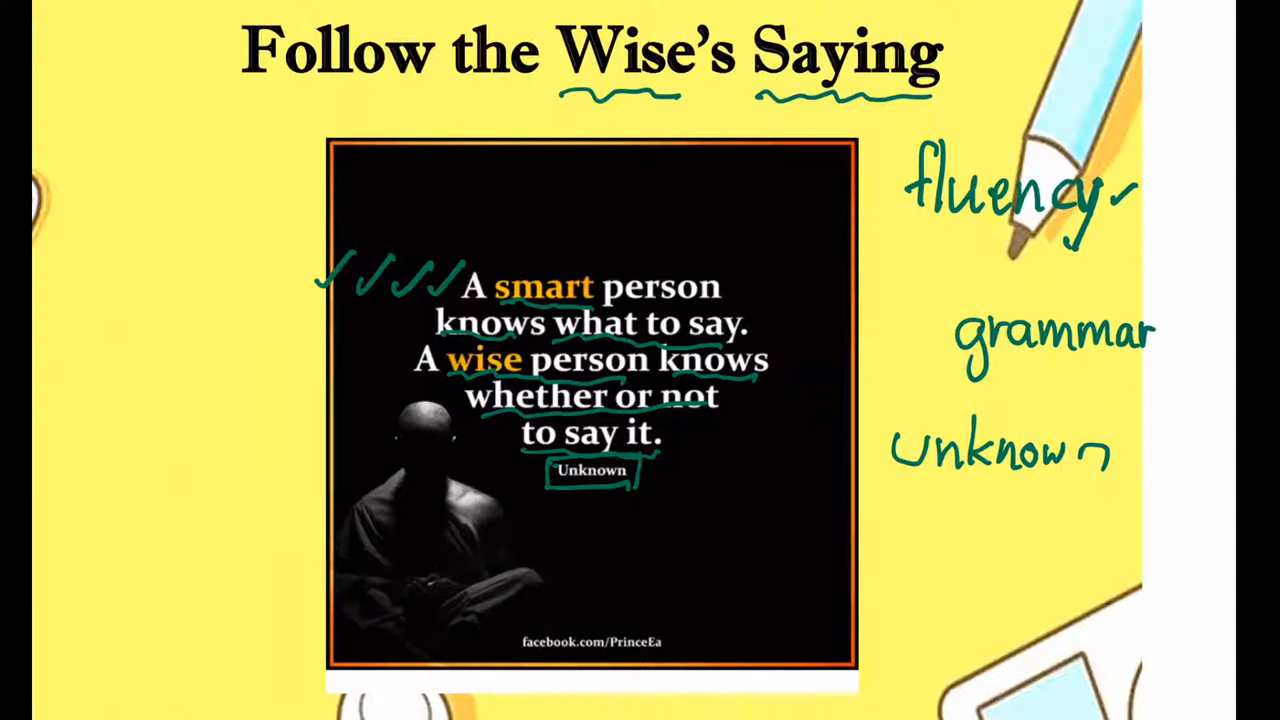 Follow the Wise's Saying
A smart person
knows what to say.
A wise person knows
whether or not
to say it.
Unknown
facebook.com/PrinceEa
fluency
grammar
unknown